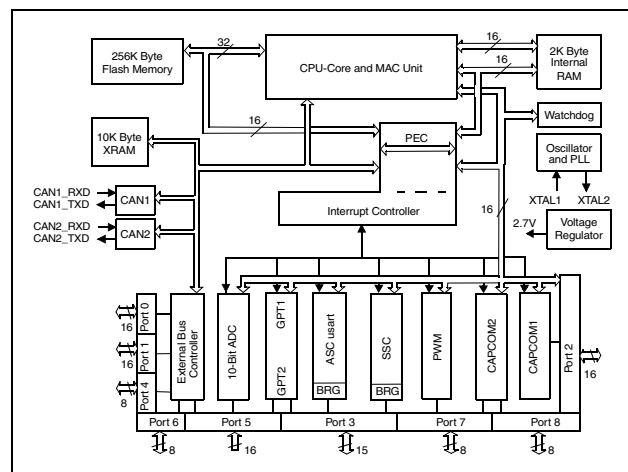 256K Byte
Flash Memory
32
CPU-Core and MAC Unit
16
16
2K Byte
Internal
RAM
Watchdog
16
10K Byte
XRAM
PEC
Oscillator
and PLL
XTAL1
XTAL2
CAN1_RXD
CAN1_TXD
CAN1
CAN2_RXD
CAN2_TXD
CAN2
Interrupt Controller
16
2.7V
Voltage
Regulator
Port 0
16
Port 1
16
Port 4
8
External Bus
Controller
10-Bit ADC
GPT1
GPT2
ASC usart
BRG
SSC
BRG
PWM
CAPCOM2
CAPCOM1
Port 2
16
Port 6
Port 5
Port 3
Port 7
Port 8
8
16
15
8
8